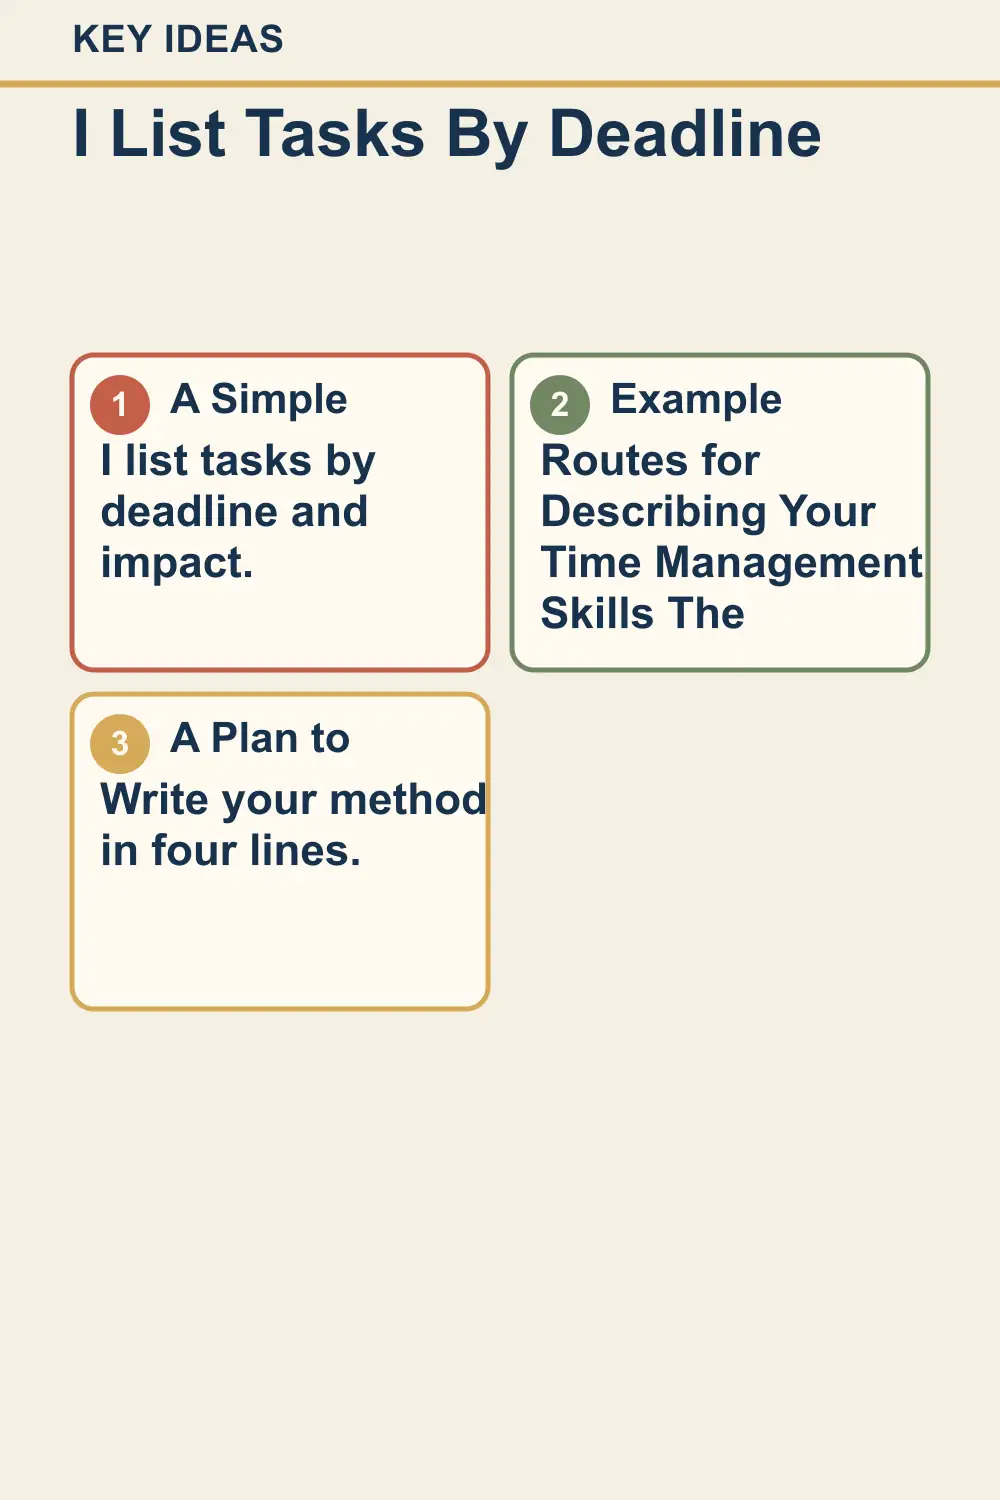 KEY IDEAS
I List Tasks By Deadline
1 A Simple
I list tasks by
deadline and
impact.
2 Example
Routes for
Describing Your
Time Management
Skills The
3 A Plan to
Write your method
in four lines.